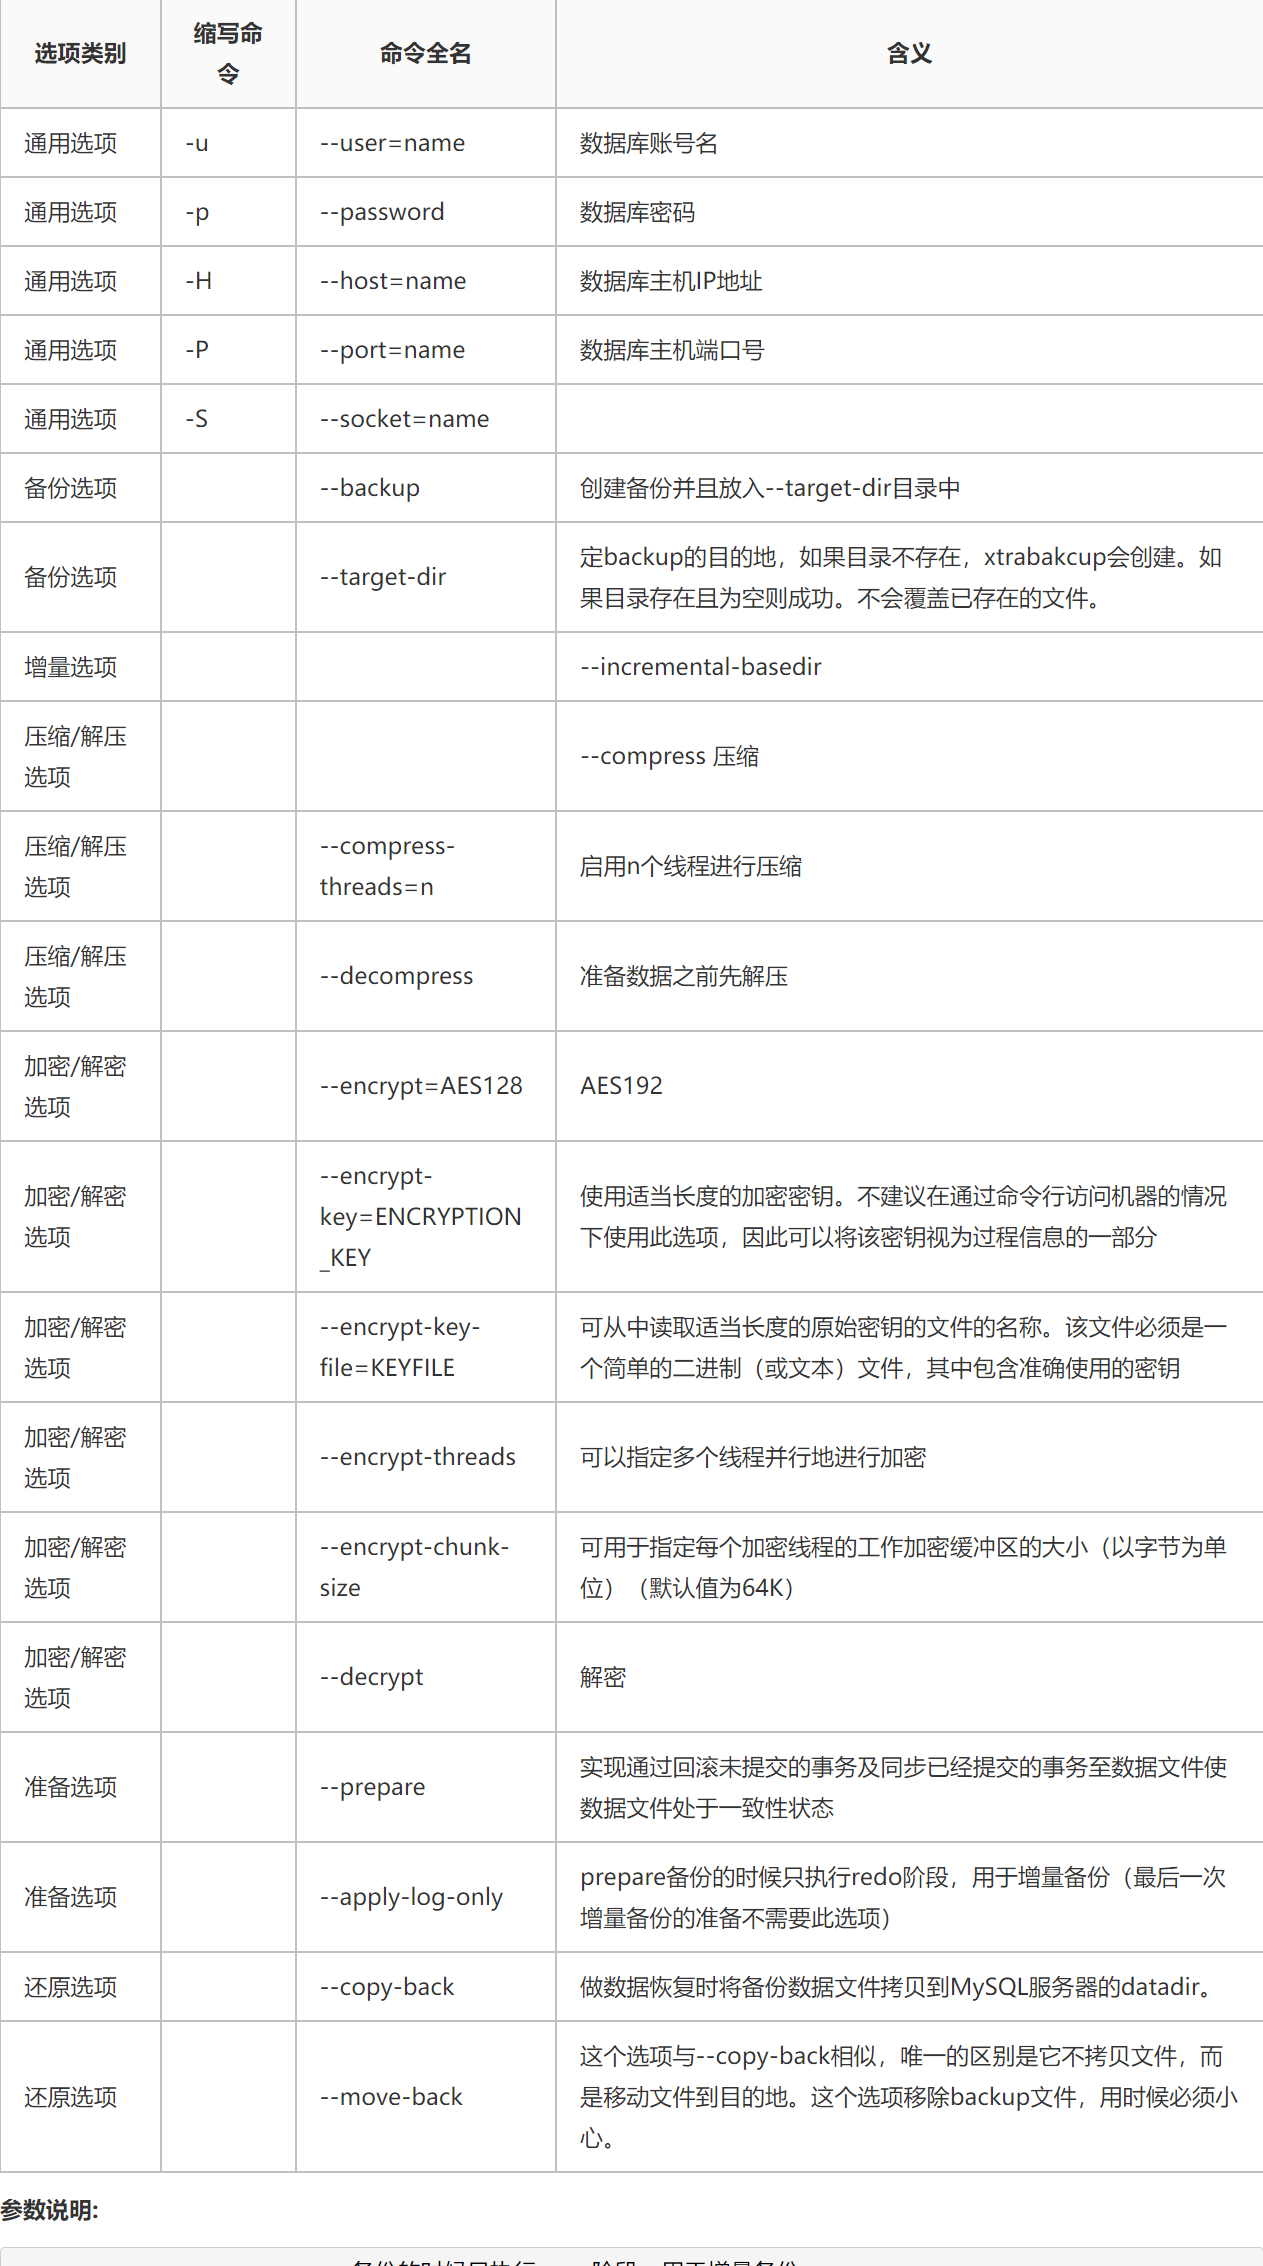 选项类别 缩写命令 命令全名 含义
通用选项 -u --user=name 数据库账号名
通用选项 -p --password 数据库密码
通用选项 -H --host=name 数据库主机IP地址
通用选项 -P --port=name 数据库主机端口号
通用选项 -S --socket=name
备份选项 --backup 创建备份并且放入--target-dir目录中
备份选项 --target-dir 定backup的目的地，如果目录不存在，xtrabakcup会创建。如
果目录存在且为空则成功。不会覆盖已存在的文件。
增量选项 --incremental-basedir
压缩/解压
选项
--compress 压缩
压缩/解压
选项
--compress-
threads=n
启用n个线程进行压缩
压缩/解压
选项
--decompress
准备数据之前先解压
加密/解密
选项
--encrypt=AES128
AES192
加密/解密
选项
--encrypt-
key=ENCRYPTION
_KEY
使用适当长度的加密密钥。不建议在通过命令行访问机器的情况
下使用此选项，因此可以将该密钥视为过程信息的一部分
加密/解密
选项
--encrypt-key-
file=KEYFILE
可从中读取适当长度的原始密钥的文件的名称。该文件必须是一
个简单的二进制（或文本）文件，其中包含准确使用的密钥
加密/解密
选项
--encrypt-threads
可以指定多个线程并行地进行加密
加密/解密
选项
--encrypt-chunk-
size
可用于指定每个加密线程的工作加密缓冲区的大小（以字节为单
位）（默认值为64K）
加密/解密
选项
--decrypt
解密
准备选项
--prepare
实现通过回滚未提交的事务及同步已经提交的事务至数据文件使
数据文件处于一致性状态
准备选项
--apply-log-only
prepare备份的时候只执行redo阶段，用于增量备份（最后一次
增量备份的准备不需要此选项）
还原选项 --copy-back 做数据恢复时将备份数据文件拷贝到MySQL服务器的datadir。
还原选项
--move-back
这个选项与--copy-back相似，唯一的区别是它不拷贝文件，而
是移动文件到目的地。这个选项移除backup文件，用时候必须小
心。
参数说明: